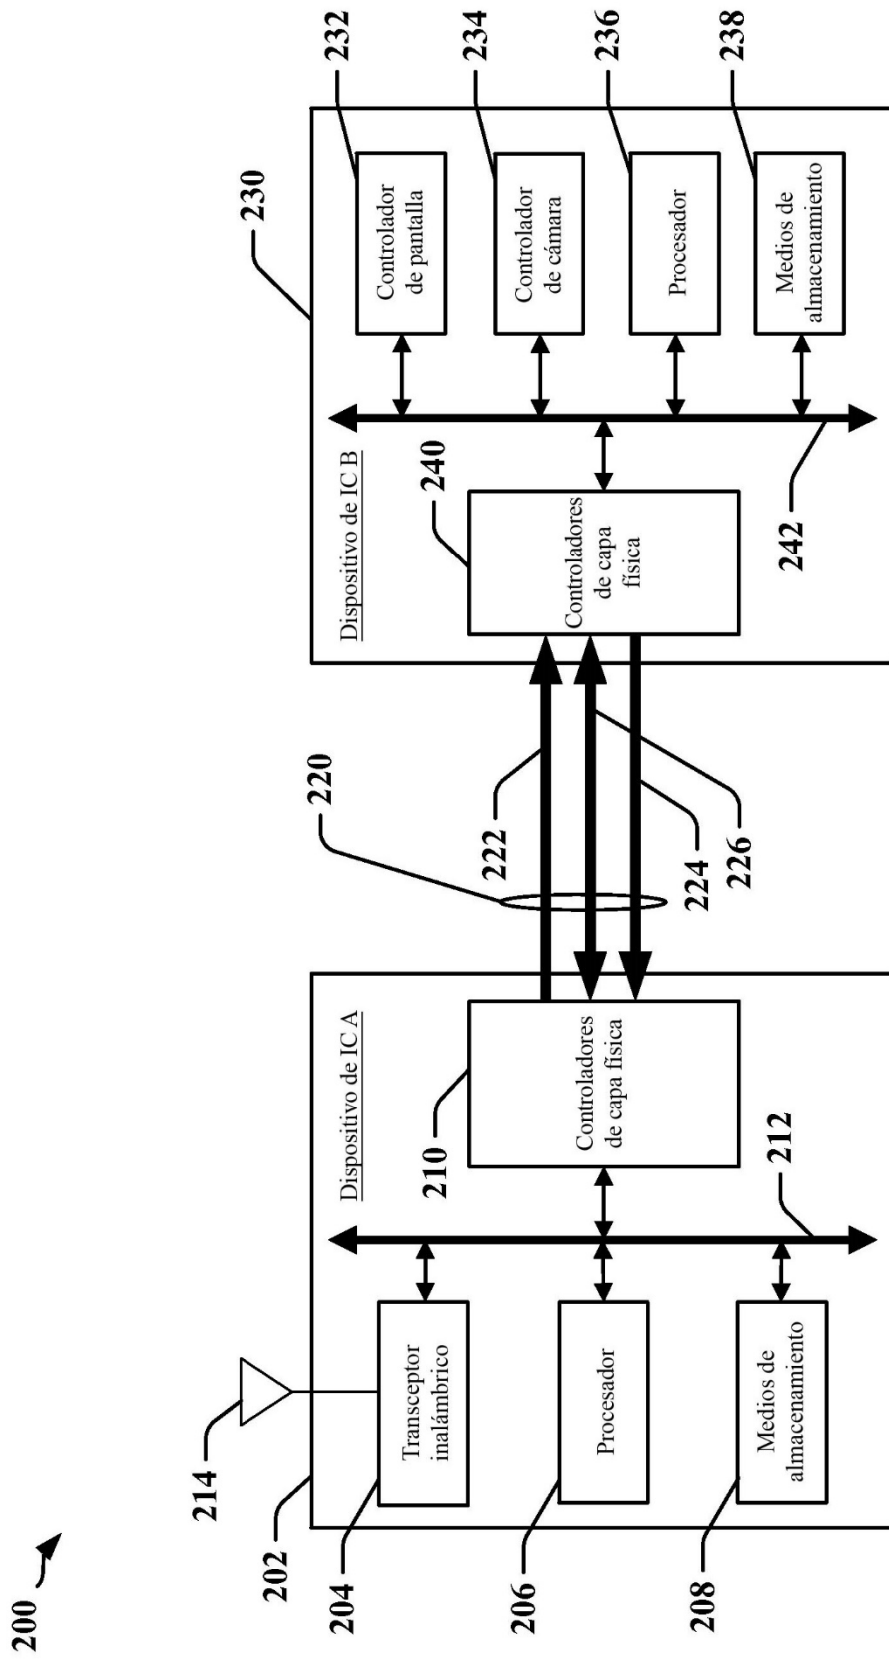 200
214
202
204
206
208
Dispositivo de IC A
Transceptor
inalámbrico
Procesador
Medios de
almacenamiento
210
Controladores
de capa física
212
220
222
224
226
230
Dispositivo de IC B
240
Controladores
de capa
física
242
Controlador
de pantalla
Controlador
de cámara
Procesador
Medios de
almacenamiento
232
234
236
238